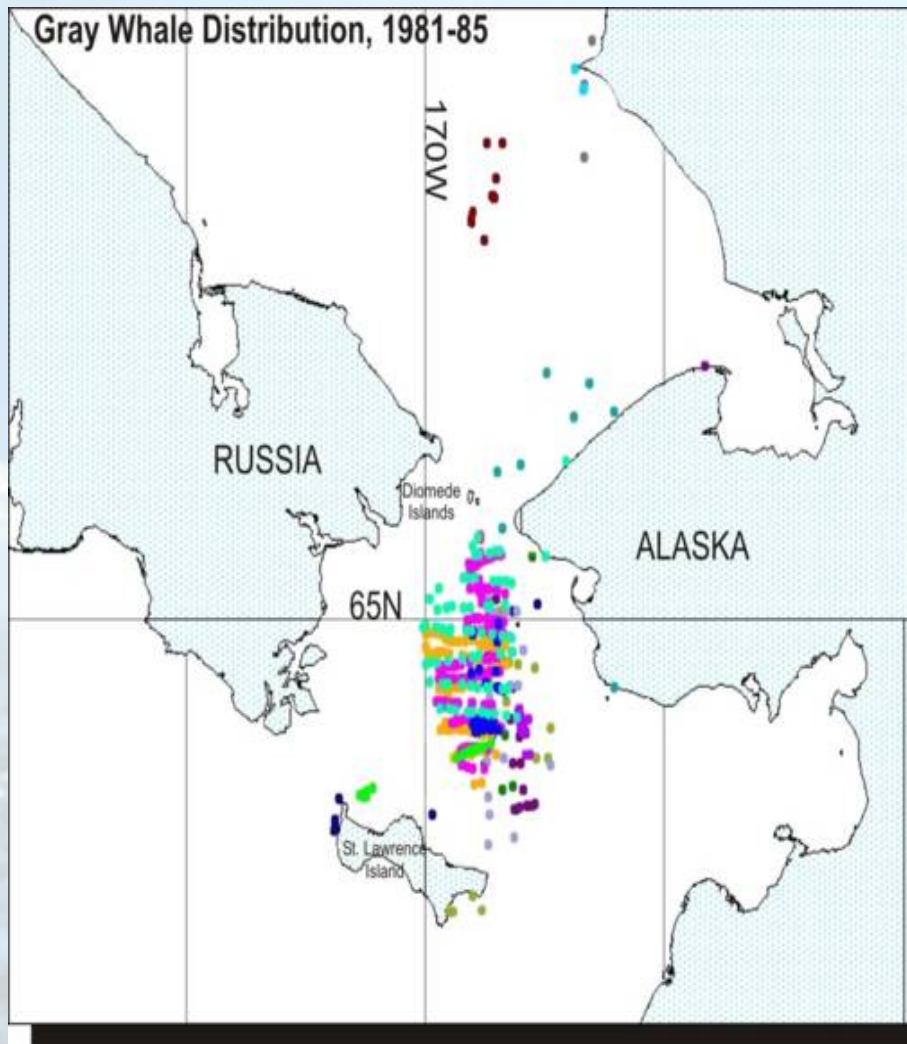 Gray Whale Distribution, 1981-85
170W
RUSSIA
Diomede
Islands
ALASKA
65N
St. Lawrence
Island